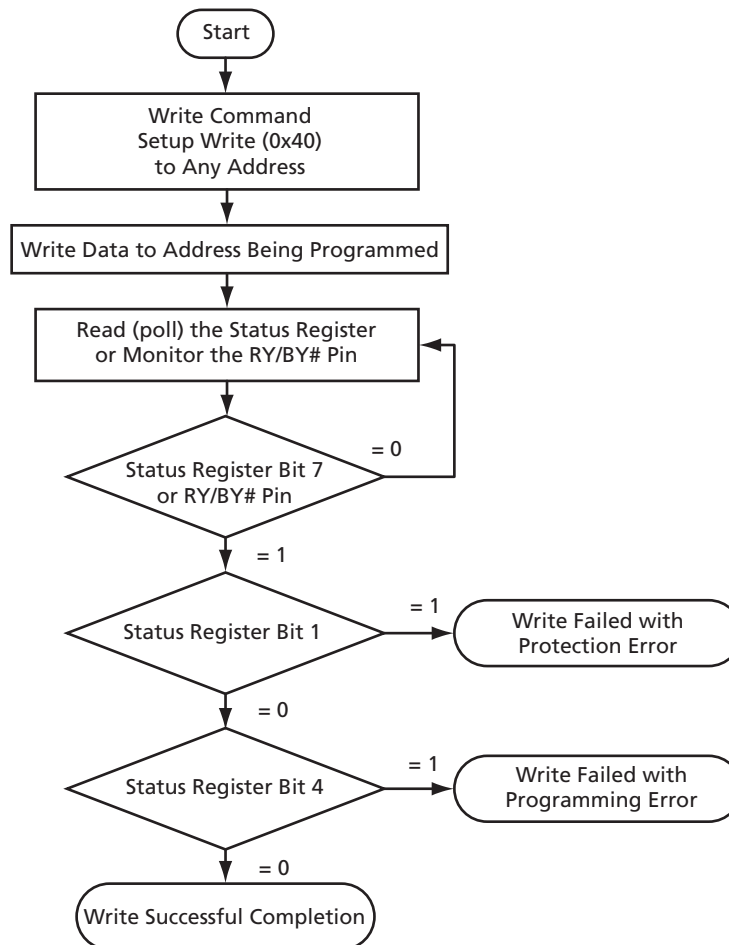 Start
Write Command
Setup Write (0x40)
to Any Address
Write Data to Address Being Programmed
Read (poll) the Status Register
or Monitor the RY/BY# Pin
= 0
Status Register Bit 7
or RY/BY# Pin
= 1
Status Register Bit 1
= 1
Write Failed with
Protection Error
= 0
Status Register Bit 4
= 1
Write Failed with
Programming Error
= 0
Write Successful Completion